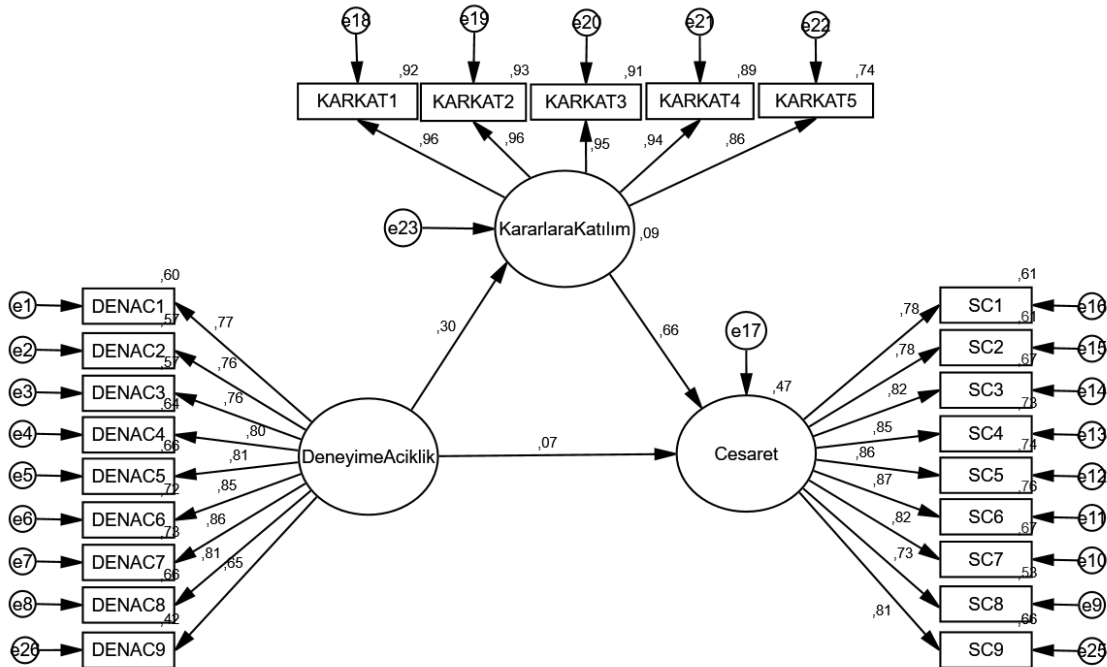 e18 e19 e20 e21 e22
,92 ,93 ,91 ,89 ,74
KARKAT1 KARKAT2 KARKAT3 KARKAT4 KARKAT5
,96 ,96 ,95 ,94 ,86
e23 KararlaraKatılım ,09
,30 ,66
e17
,47
DeneyimeAciklik ,07 Cesaret
,60
e1 DENAC1 ,77
,57
e2 DENAC2 ,76
,57
e3 DENAC3 ,76
,64
e4 DENAC4 ,80
,66
e5 DENAC5 ,81
,72
e6 DENAC6 ,85
,73
e7 DENAC7 ,86
,66
e8 DENAC8 ,81
,42
e26 DENAC9 ,65
,61
,78 SC1 e16
,61
,78 SC2 e15
,67
,82 SC3 e14
,73
,85 SC4 e13
,74
,86 SC5 e12
,76
,87 SC6 e11
,67
,82 SC7 e10
,53
,73 SC8 e9
,66
,81 SC9 e25